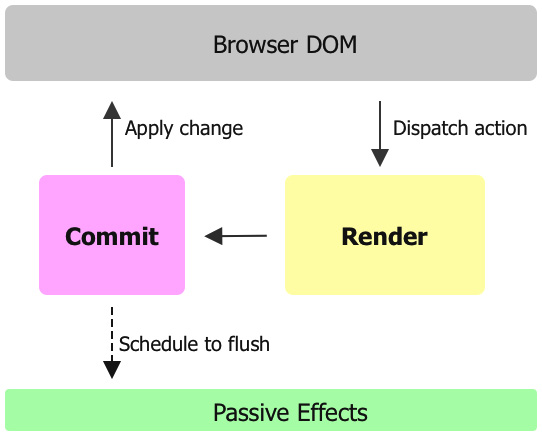 Browser DOM
Apply change
Dispatch action
Commit
Render
Schedule to flush
Passive Effects